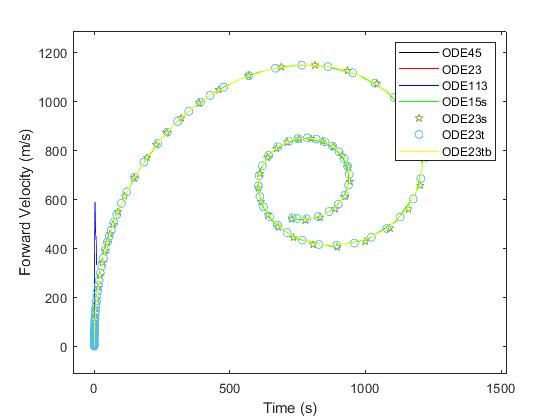 1200
1000
800
600
400
200
0
0
500
1000
1500
Forward Velocity (m/s)
Time (s)
ODE45
ODE23
ODE113
ODE15s
ODE23s
ODE23t
ODE23tb